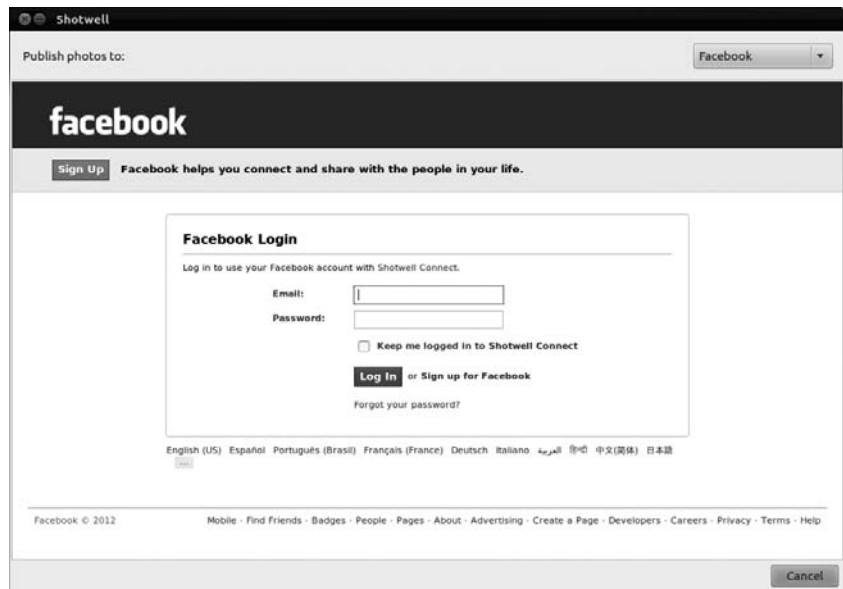 Shotwell
Publish photos to:
Facebook
facebook
Sign Up Facebook helps you connect and share with the people in your life.
Facebook Login
Log in to use your Facebook account with Shotwell Connect.
Email:
Password:
Keep me logged in to Shotwell Connect
Log In or Sign up for Facebook
Forgot your password?
English (US) Español Português (Brasil) Français (France) Deutsch Italiano العربية हिन्दी 中文(简体) 日本語
...
Facebook © 2012 Mobile · Find Friends · Badges · People · Pages · About · Advertising · Create a Page · Developers · Careers · Privacy · Terms · Help
Cancel